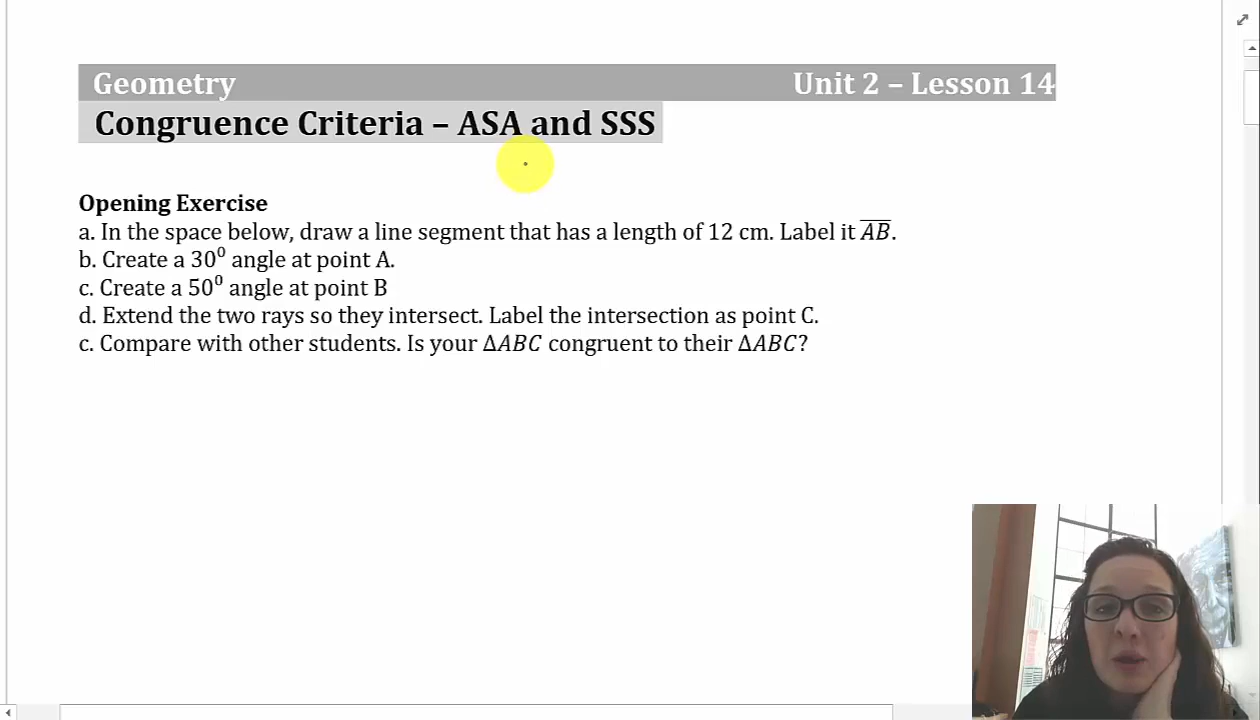 Geometry Unit 2 – Lesson 14
Congruence Criteria – ASA and SSS
Opening Exercise
a. In the space below, draw a line segment that has a length of 12 cm. Label it A̅B̅.
b. Create a 30⁰ angle at point A.
c. Create a 50⁰ angle at point B
d. Extend the two rays so they intersect. Label the intersection as point C.
c. Compare with other students. Is your ΔABC congruent to their ΔABC?